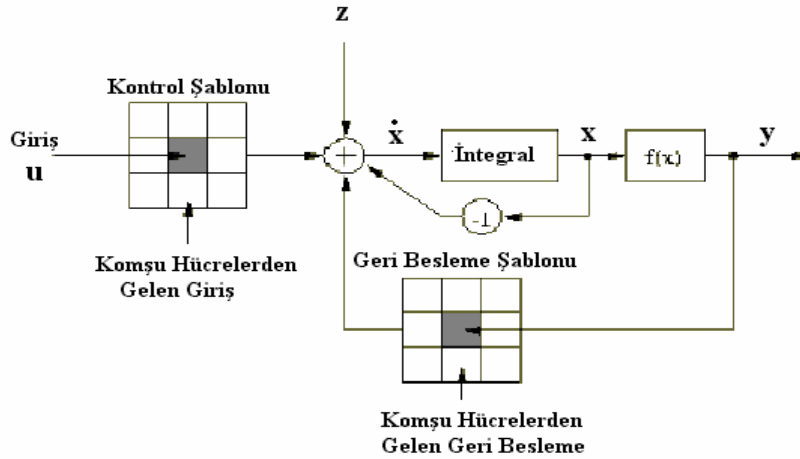 z
Kontrol Şablonu
Giriş
u
+
ẋ
İntegral
x
f(x)
y
-1
Komşu Hücrelerden
Gelen Giriş
Geri Besleme Şablonu
Komşu Hücrelerden
Gelen Geri Besleme